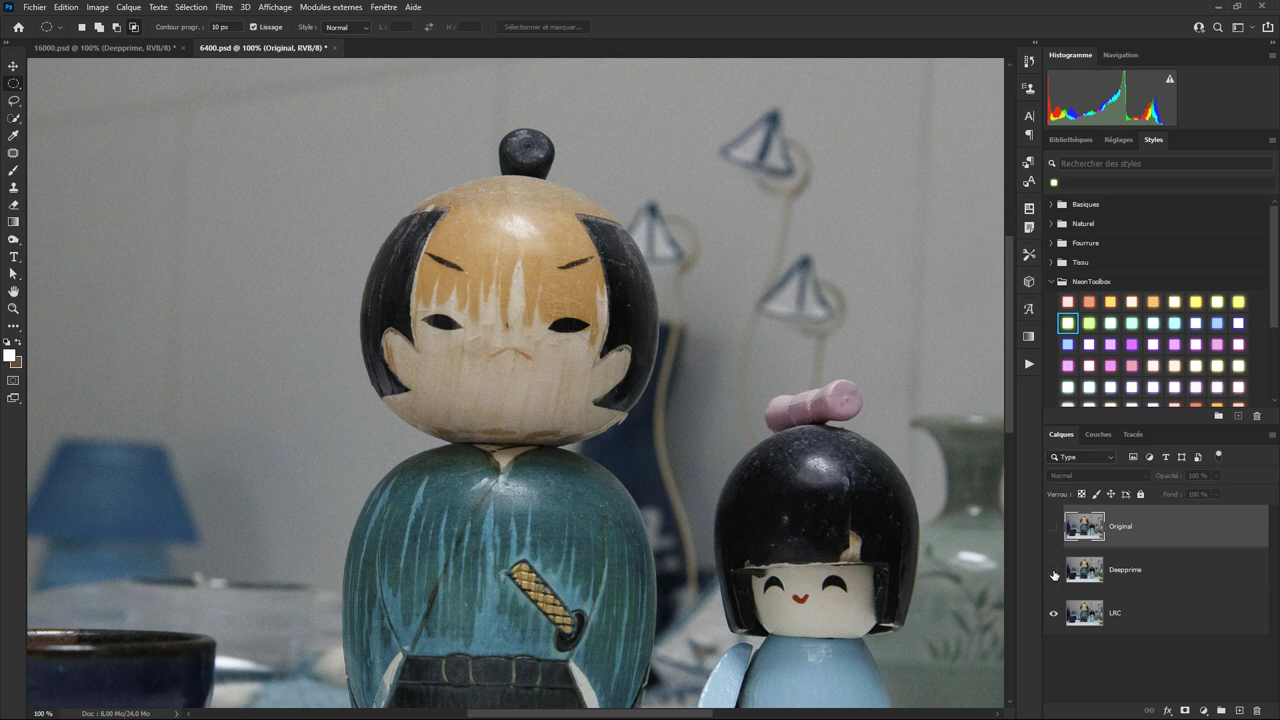 Ps Fichier Edition Image Calque Texte Sélection Filtre 3D Affichage Modules externes Fenêtre Aide
Contour progr. : 10 px Lissage Style : Normal L : H : Sélectionner et masquer...
16000.psd @ 100% (Deepprime, RVB/8) * × 6400.psd @ 100% (Original, RVB/8) * ×
Histogramme Navigation
Bibliothèques Réglages Styles
Rechercher des styles
Basiques
Naturel
Fourrure
Tissu
NeonToolbox
Calques Couches Tracés
Type
Normal Opacité : 100 %
Verrou : Fond : 100 %
Original
Deepprime
LRC
100 % Doc : 8,00 Mo/24,0 Mo